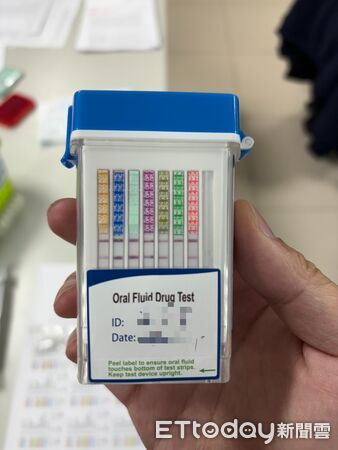 Oral Fluid Drug Test
ID:
Date:
Peel label to ensure oral fluid
touches bottom of test strips.
Keep test device upright.
ETtoday新聞雲